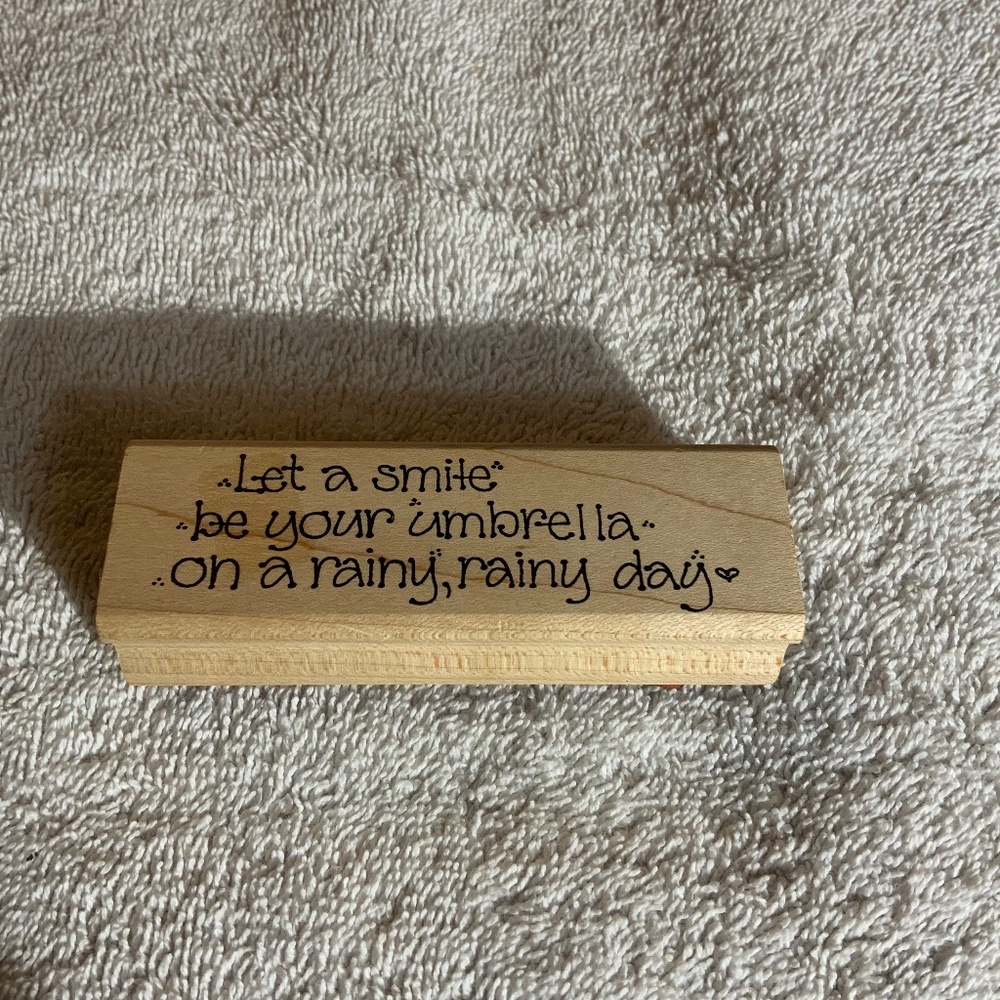 Let a smile
be your umbrella
on a rainy, rainy day